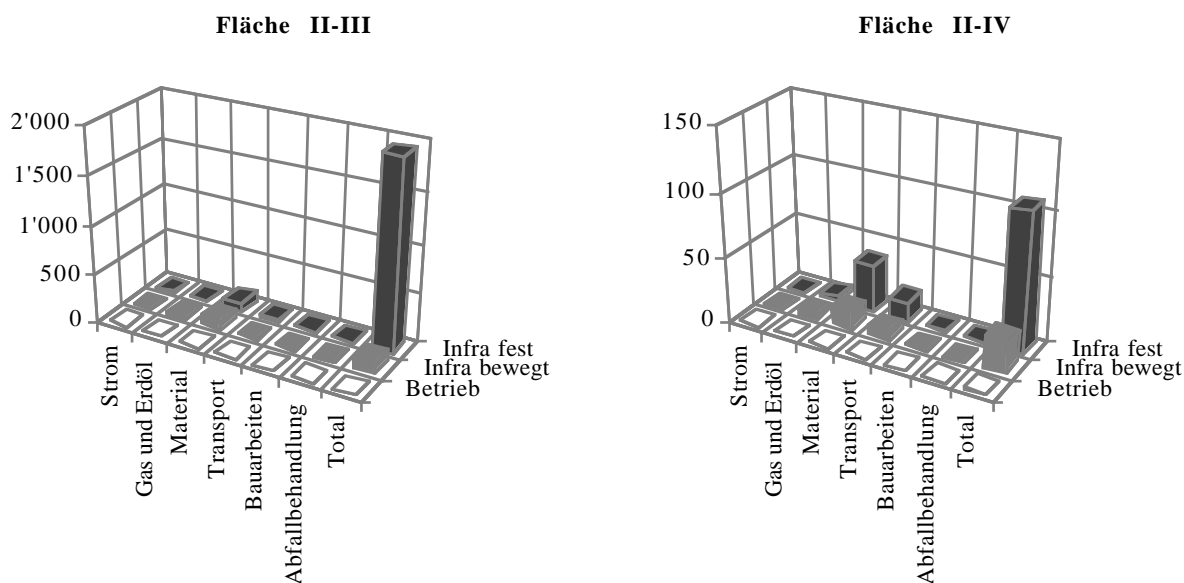 Fläche II-III
2'000
1'500
1'000
500
0
Infra fest
Infra bewegt
Betrieb
Strom
Gas und Erdöl
Material
Transport
Bauarbeiten
Abfallbehandlung
Total
Fläche II-IV
150
100
50
0
Infra fest
Infra bewegt
Betrieb
Strom
Gas und Erdöl
Material
Transport
Bauarbeiten
Abfallbehandlung
Total